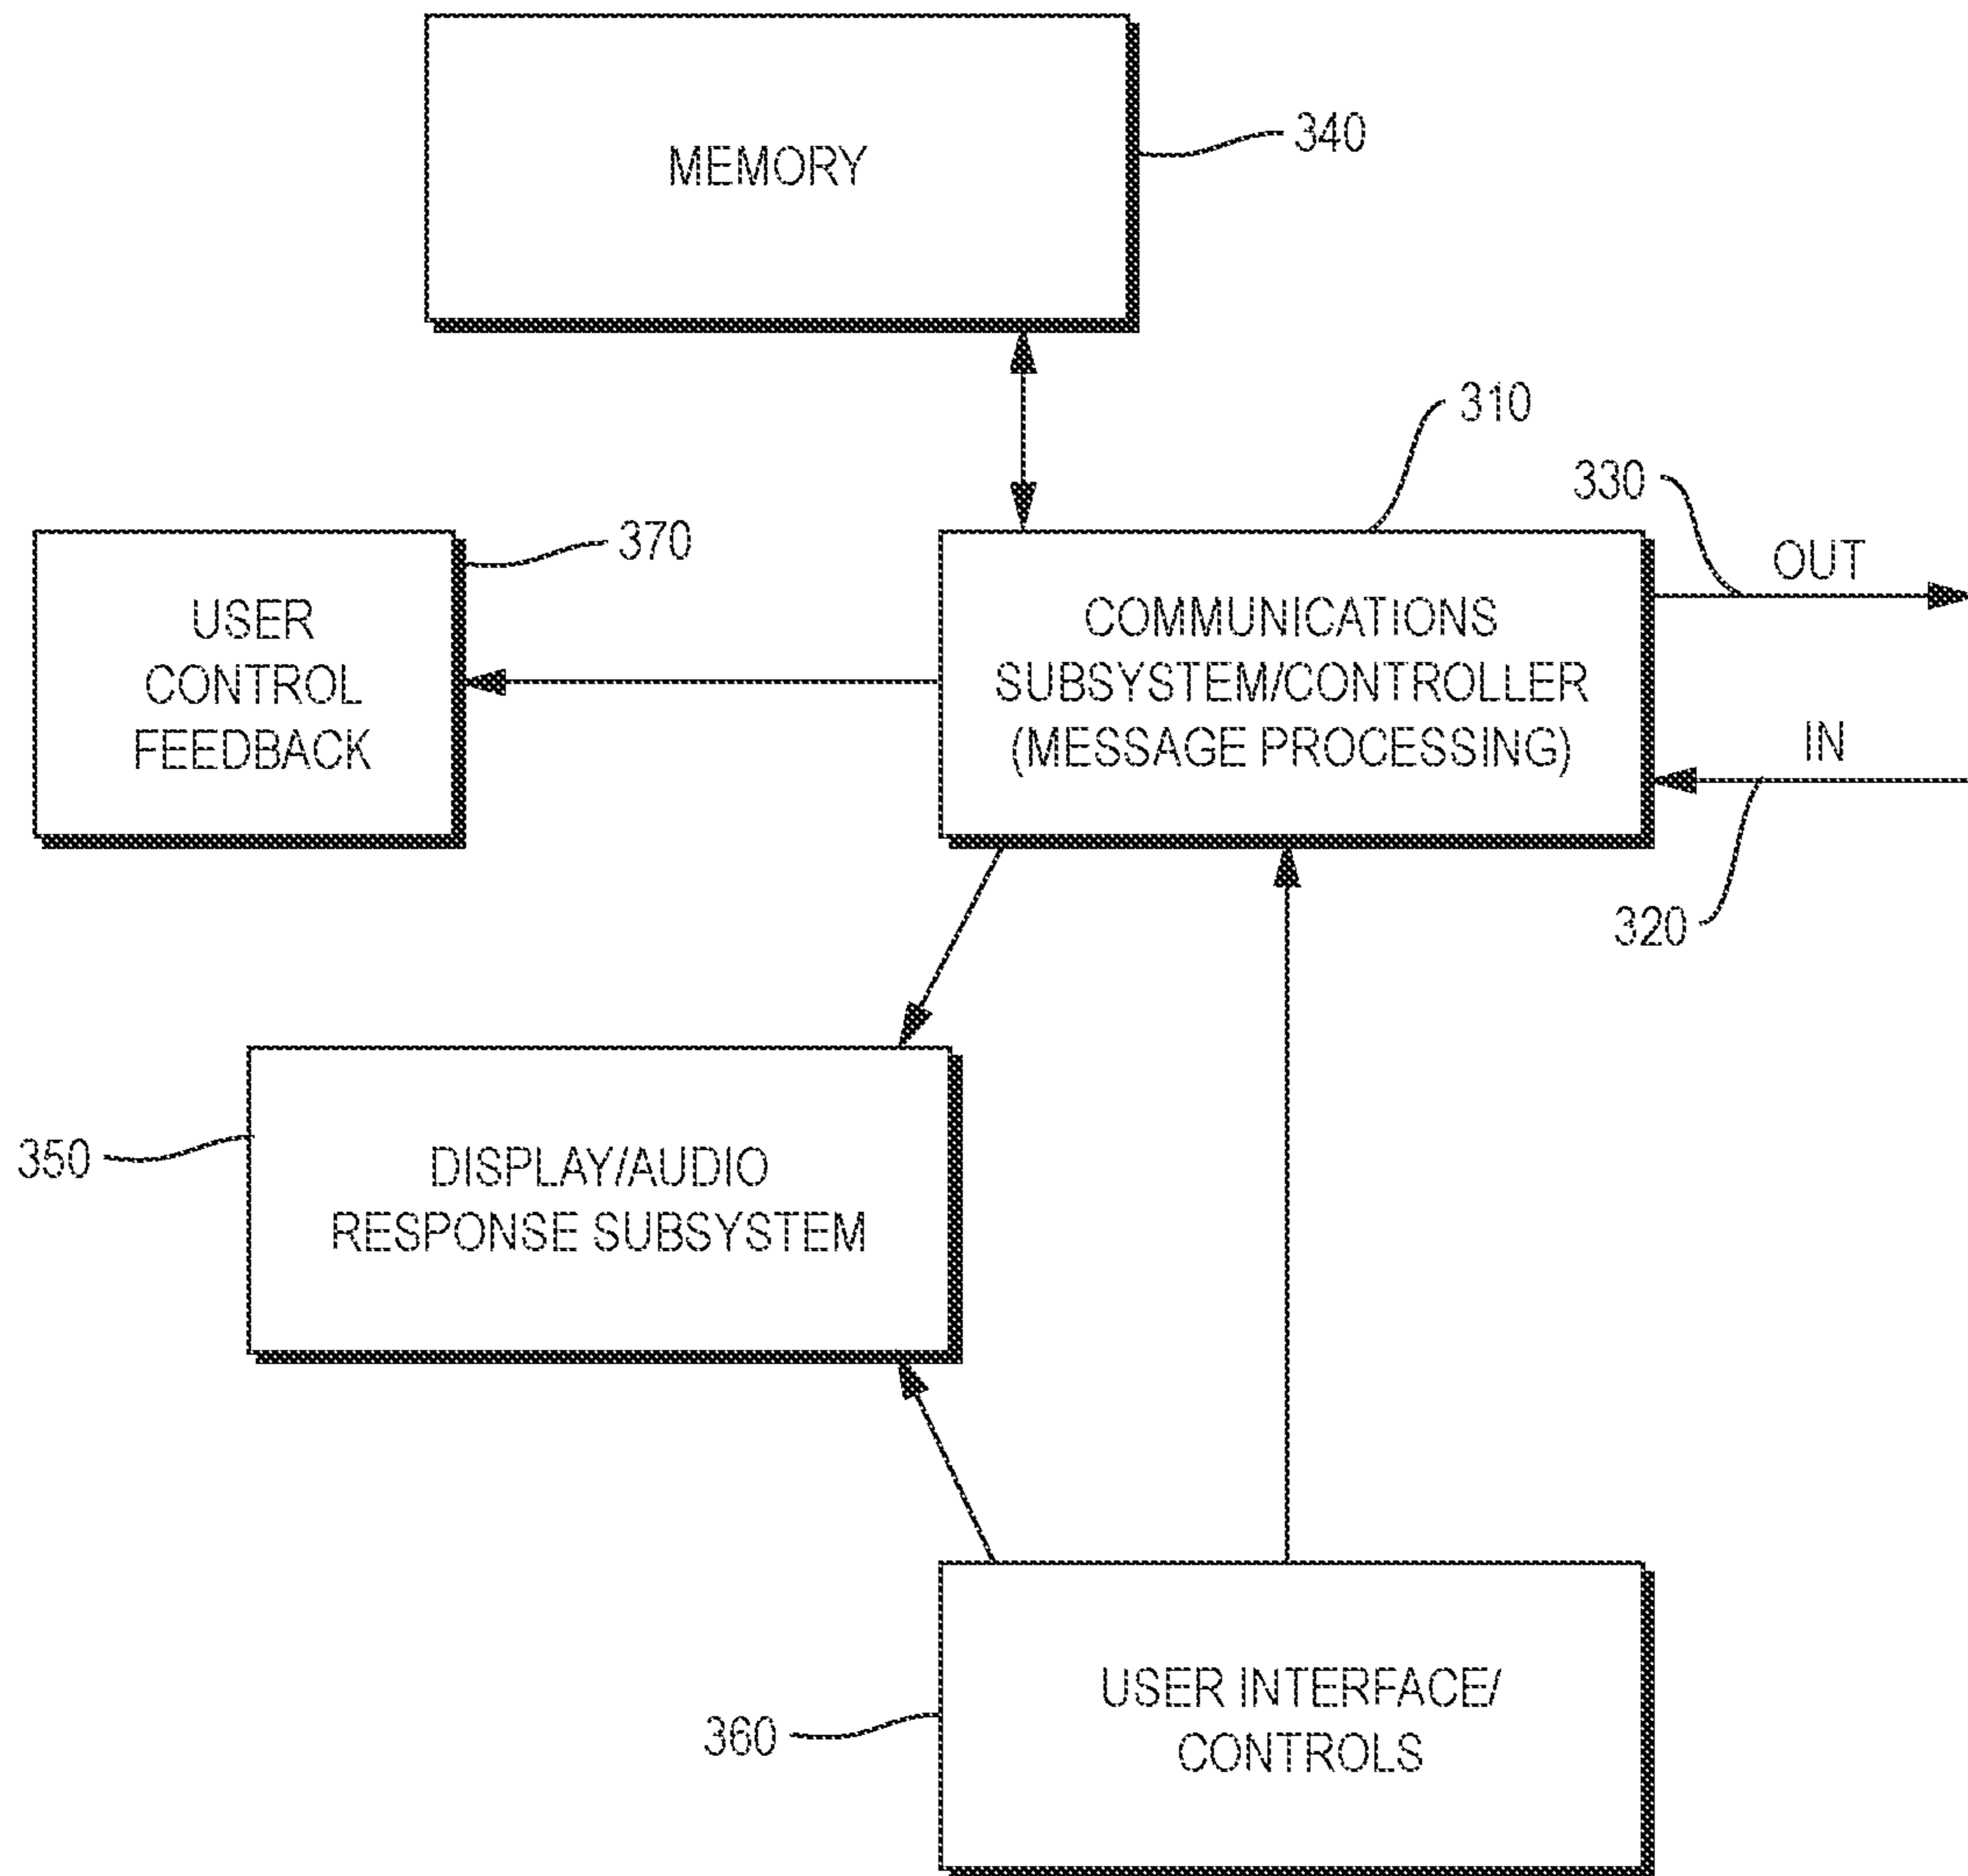 MEMORY
340
310
330
OUT
370
USER
CONTROL
FEEDBACK
COMMUNICATIONS
SUBSYSTEM/CONTROLLER
(MESSAGE PROCESSING)
IN
320
350
DISPLAY/AUDIO
RESPONSE SUBSYSTEM
360
USER INTERFACE/
CONTROLS